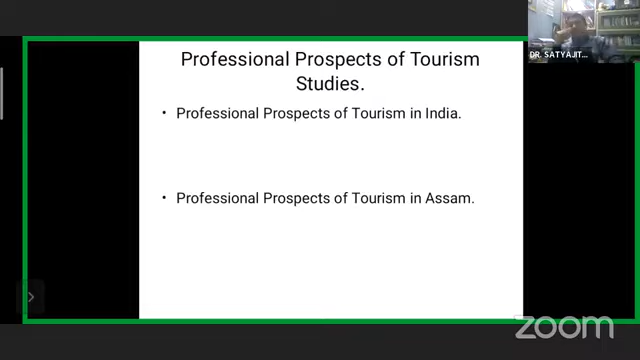 DR. SATYAJIT...
Professional Prospects of Tourism
Studies.
• Professional Prospects of Tourism in India.
• Professional Prospects of Tourism in Assam.
zoom